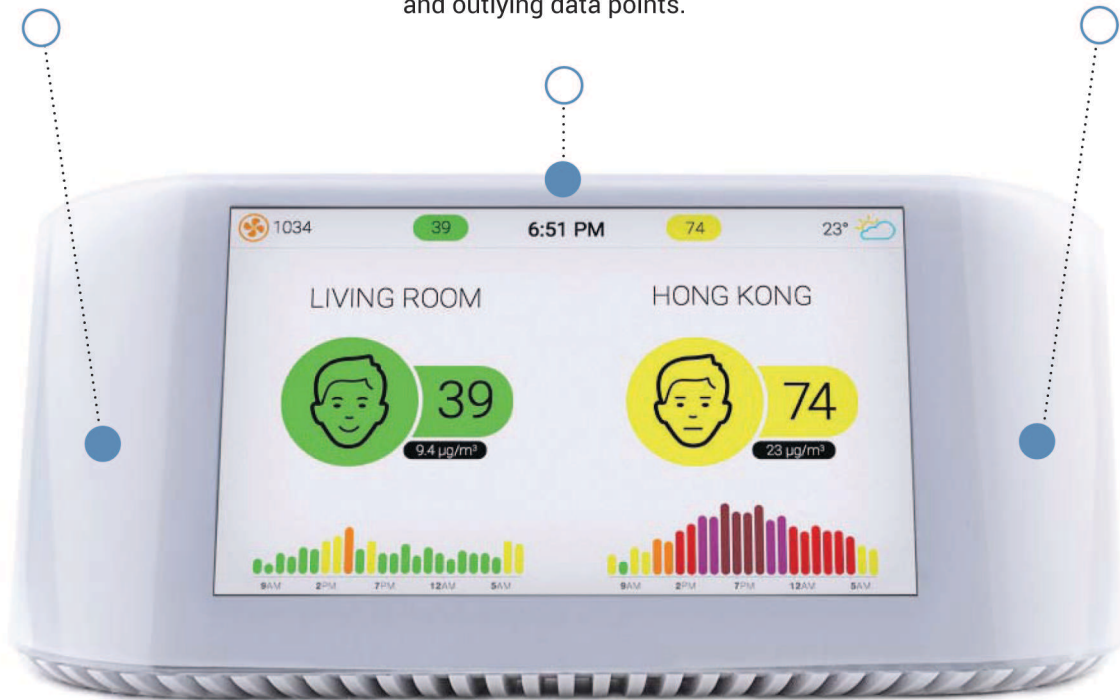 and outlying data points.
1034 39 6:51 PM 74 23°
LIVING ROOM HONG KONG
39 74
9.4 µg/m³ 23 µg/m³
9AM 2PM 7PM 12AM 5AM 9AM 2PM 7PM 12AM 5AM